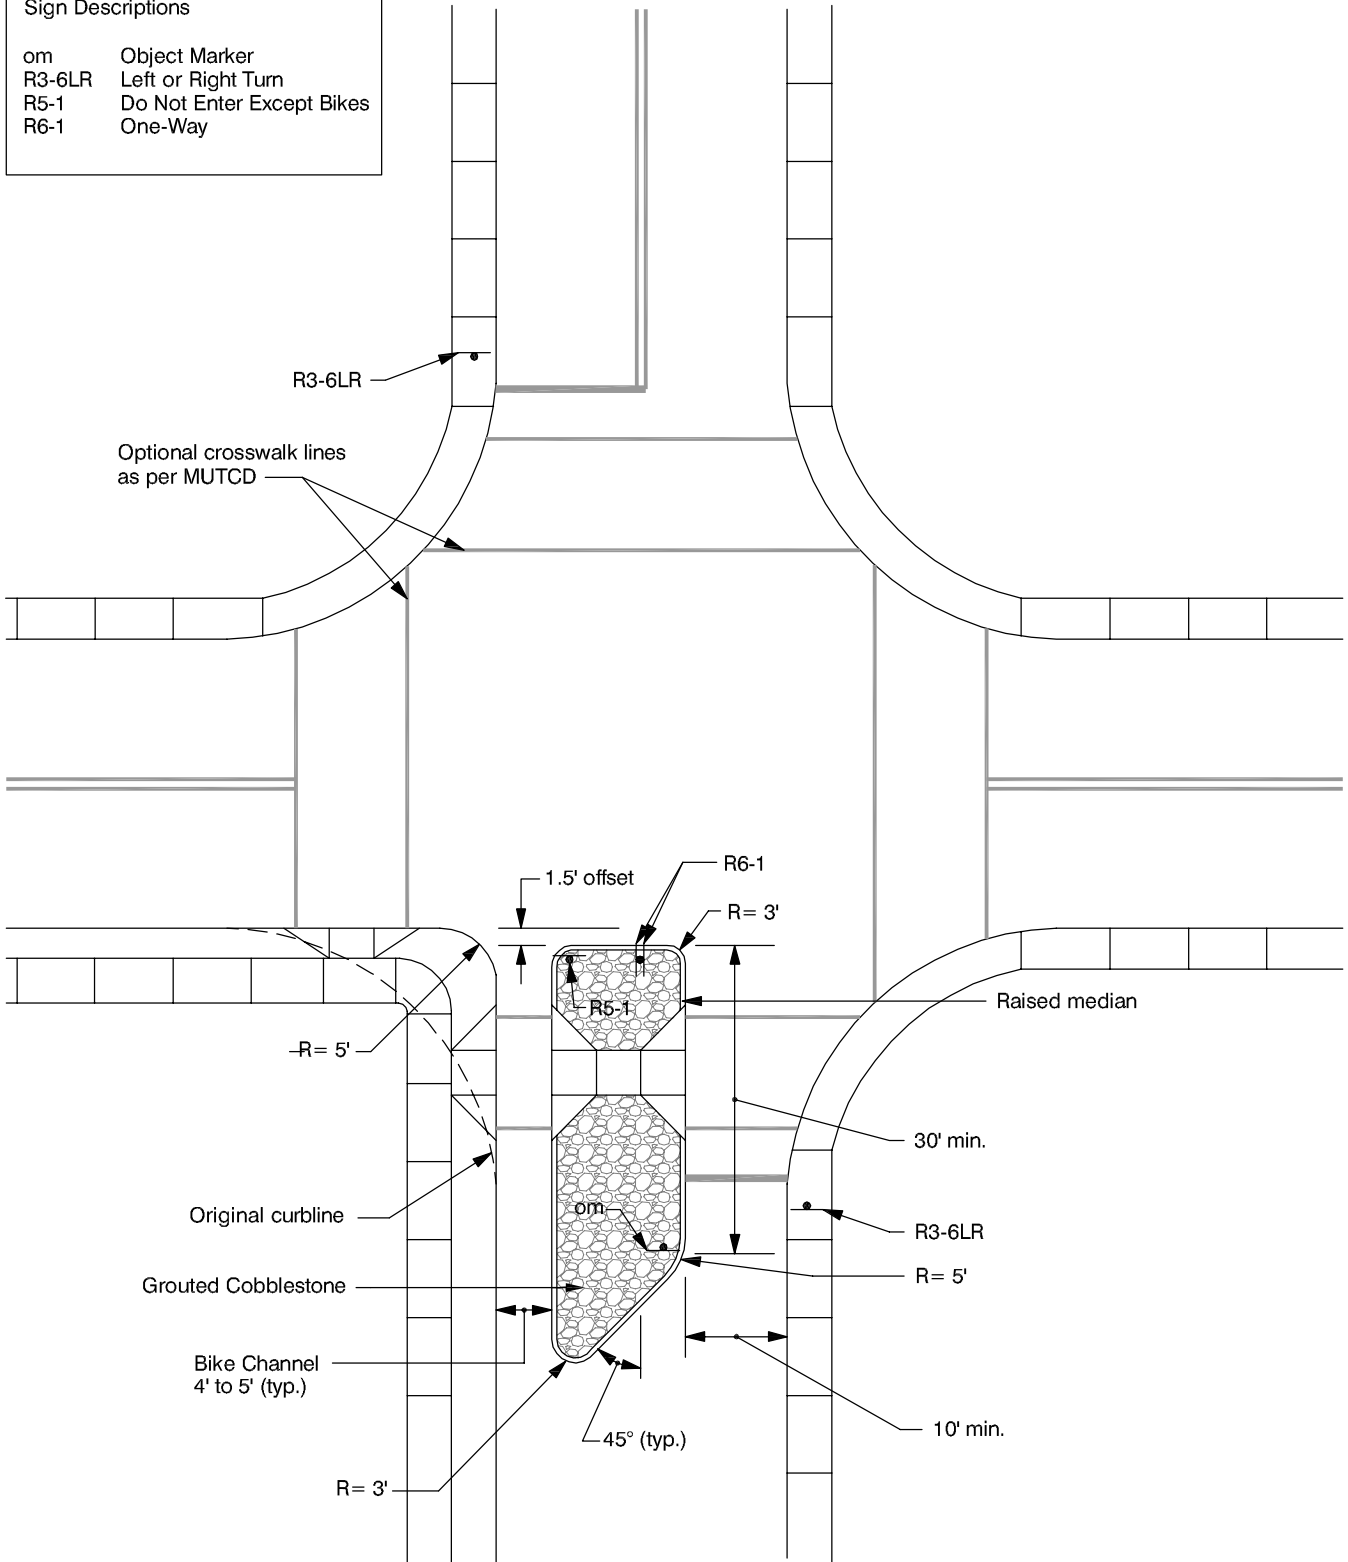 Sign Descriptions
om Object Marker
R3-6LR Left or Right Turn
R5-1 Do Not Enter Except Bikes
R6-1 One-Way
R3-6LR
Optional crosswalk lines
as per MUTCD
R6-1
1.5' offset
R= 3'
R5-1
Raised median
R= 5'
30' min.
om
Original curbline
R3-6LR
R= 5'
Grouted Cobblestone
Bike Channel
4' to 5' (typ.)
10' min.
45° (typ.)
R= 3'